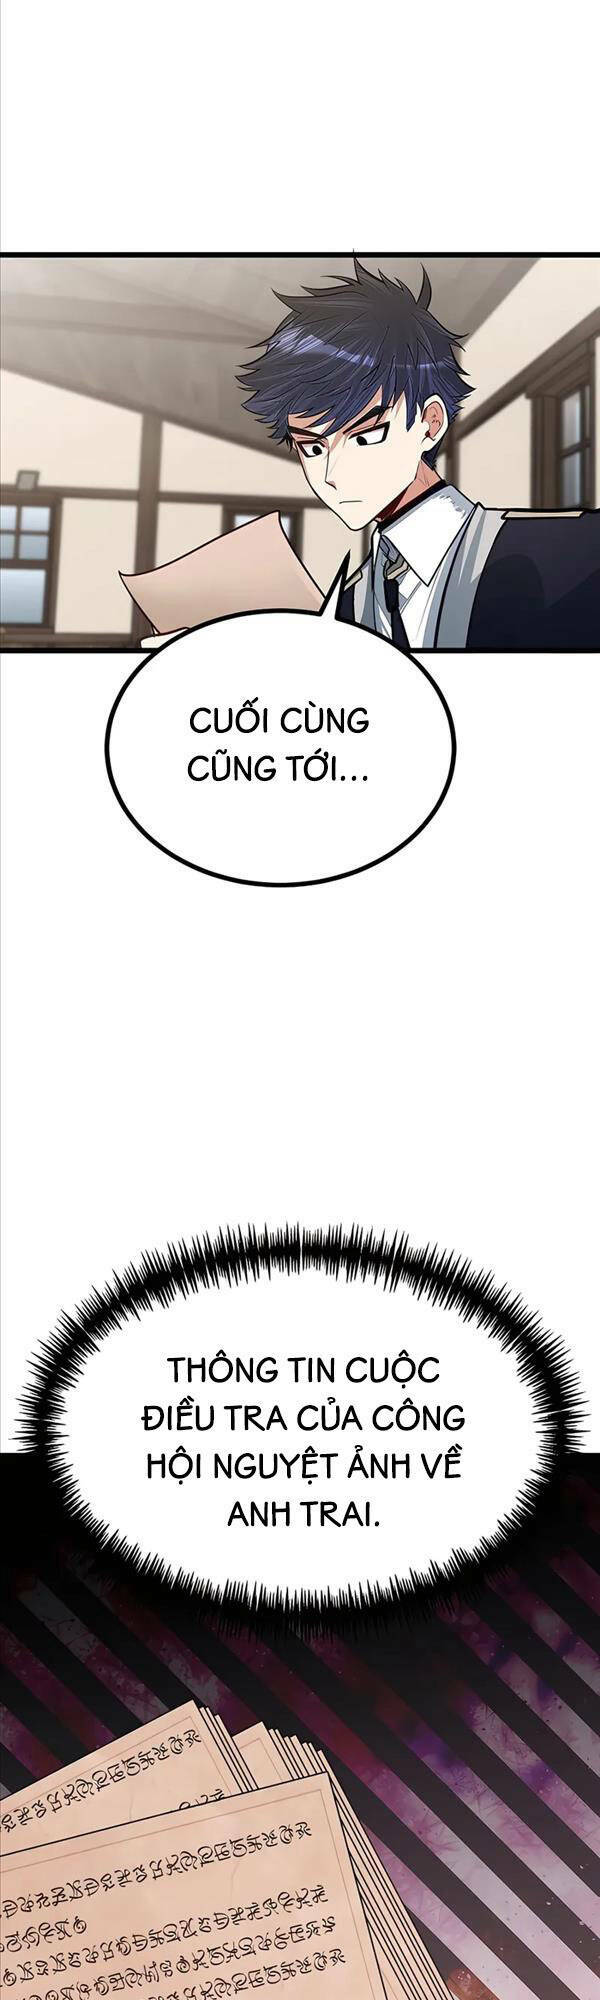 CUỐI CÙNG
CŨNG TỚI...
THÔNG TIN CUỘC
ĐIỀU TRA CỦA CÔNG
HỘI NGUYỆT ẢNH VỀ
ANH TRAI.